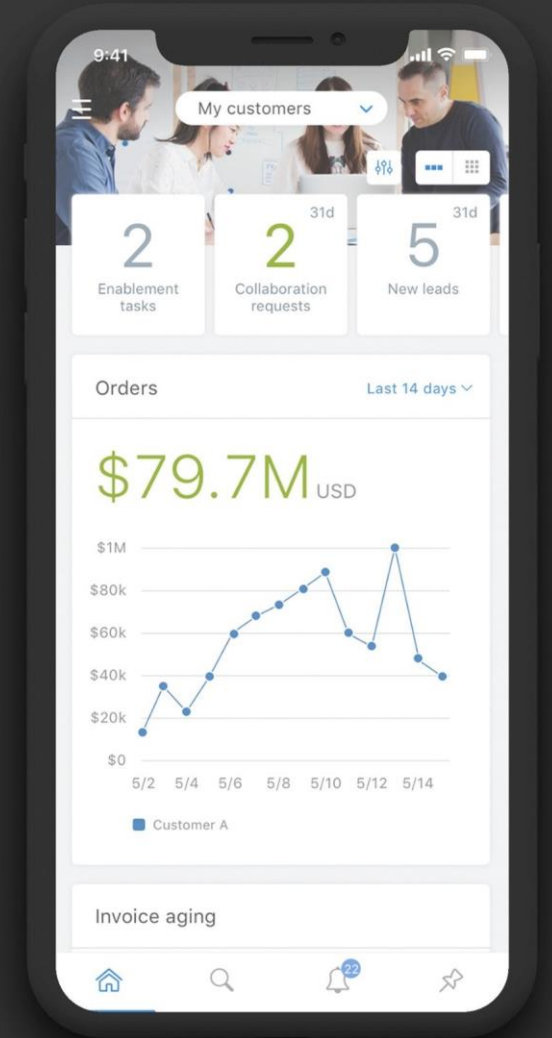 9:41
My customers
31d
31d
2
2
5
Enablement
tasks
Collaboration
requests
New leads
Orders
Last 14 days
$79.7M USD
$1M
$80k
$60k
$40k
$20k
$0
5/2 5/4 5/6 5/8 5/10 5/12 5/14
Customer A
Invoice aging
22